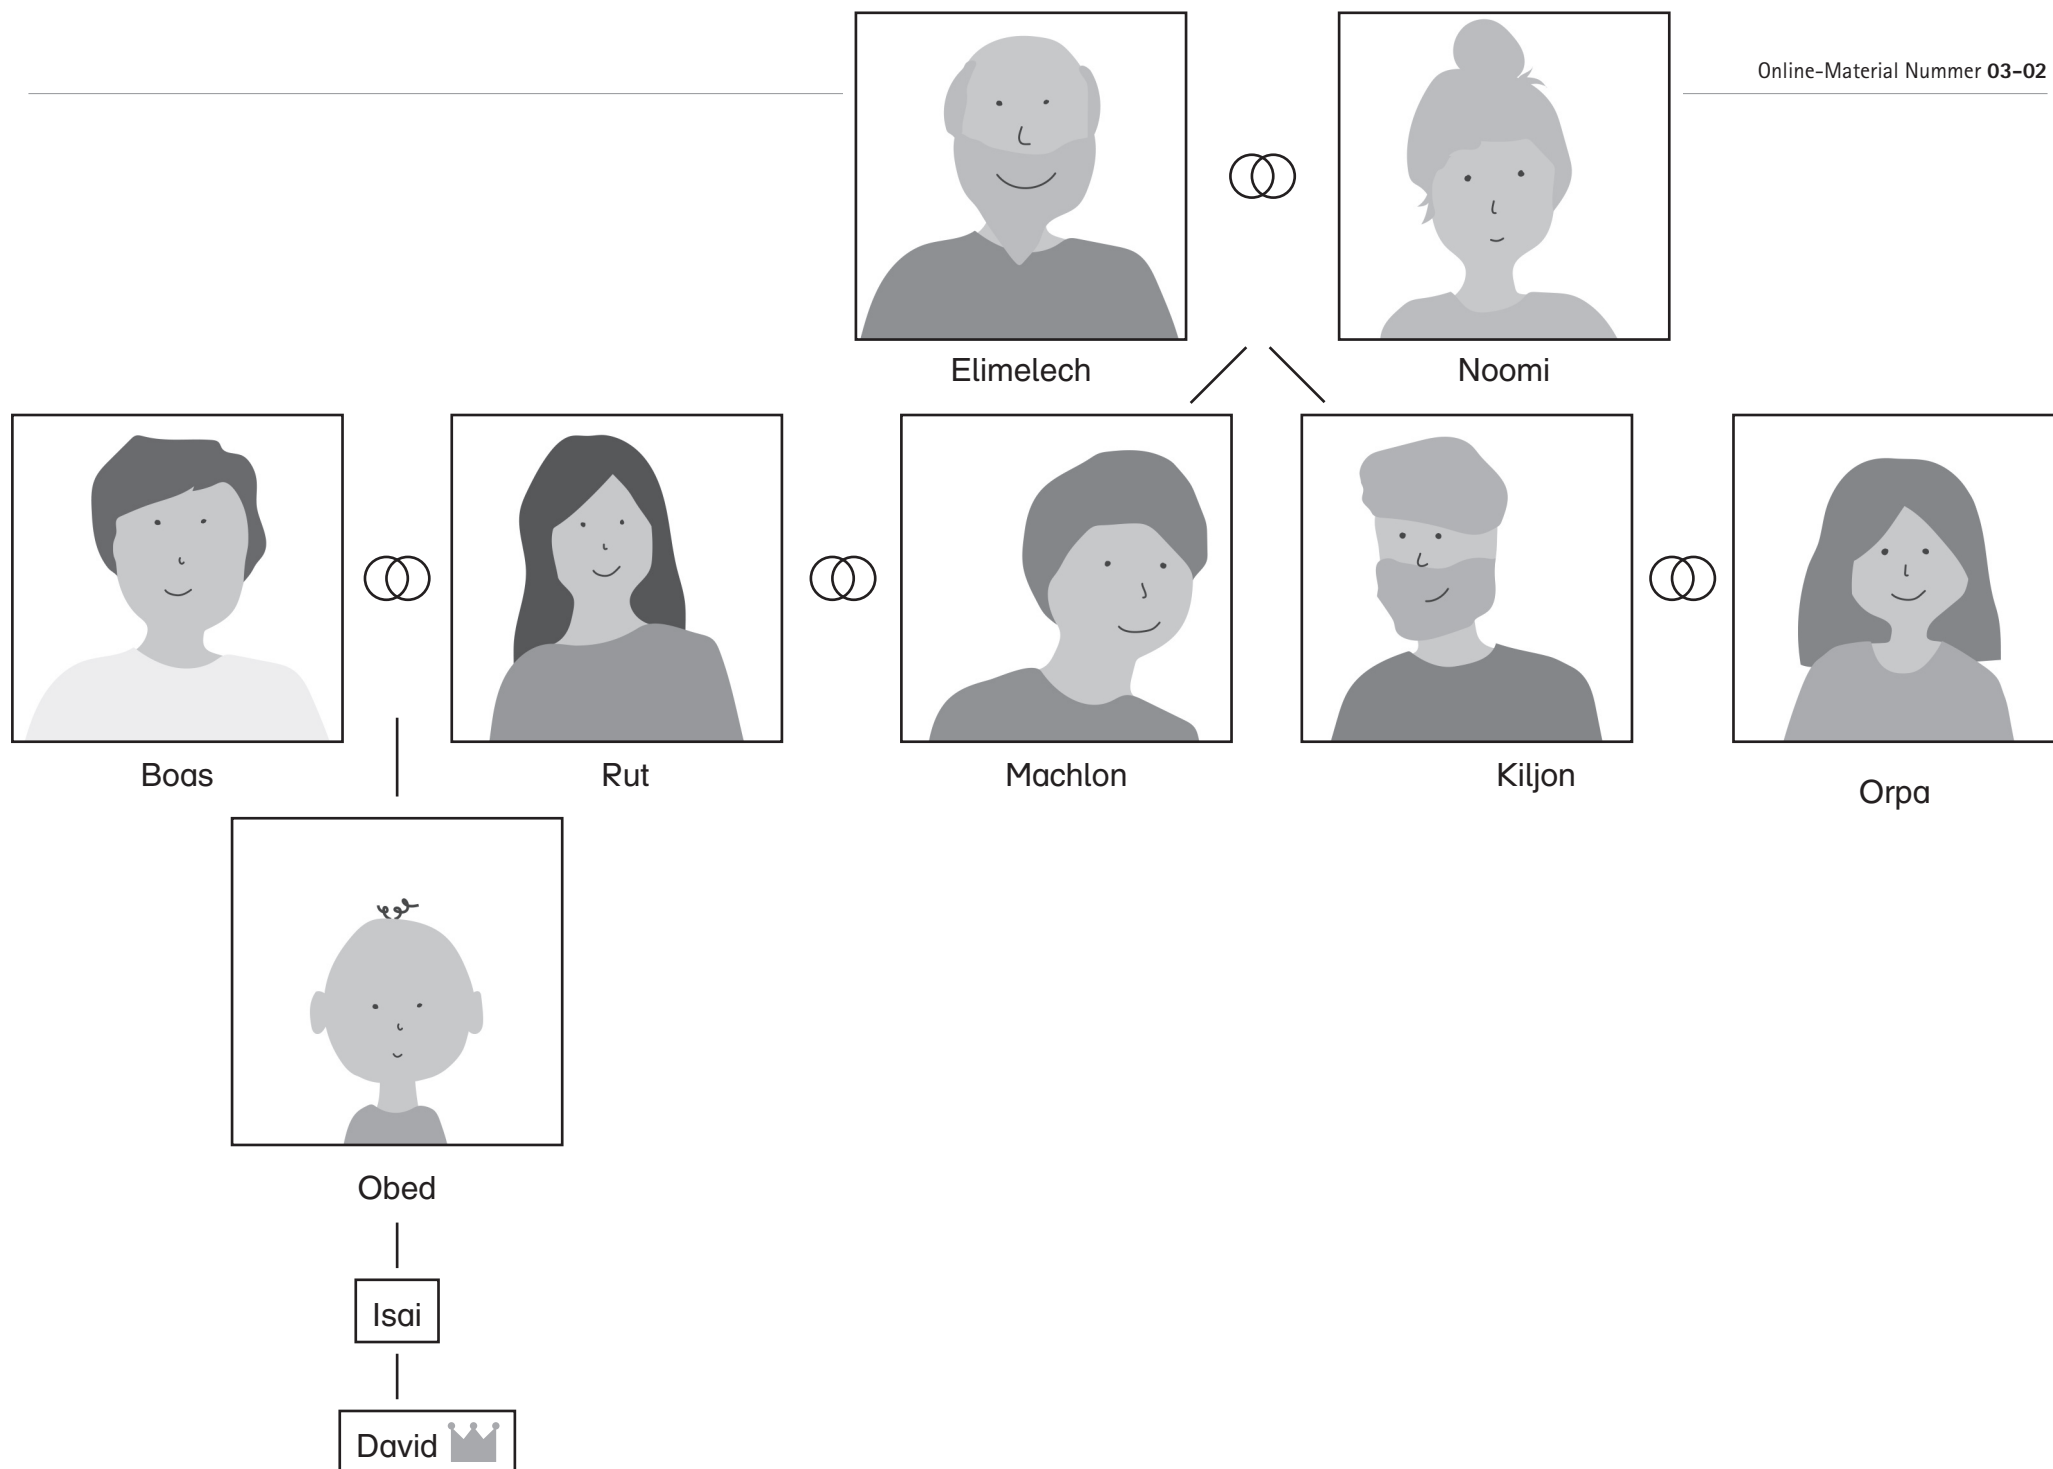 Online-Material Nummer 03-02
Elimelech
Noomi
Boas
Rut
Machlon
Kiljon
Orpa
Obed
Isai
David